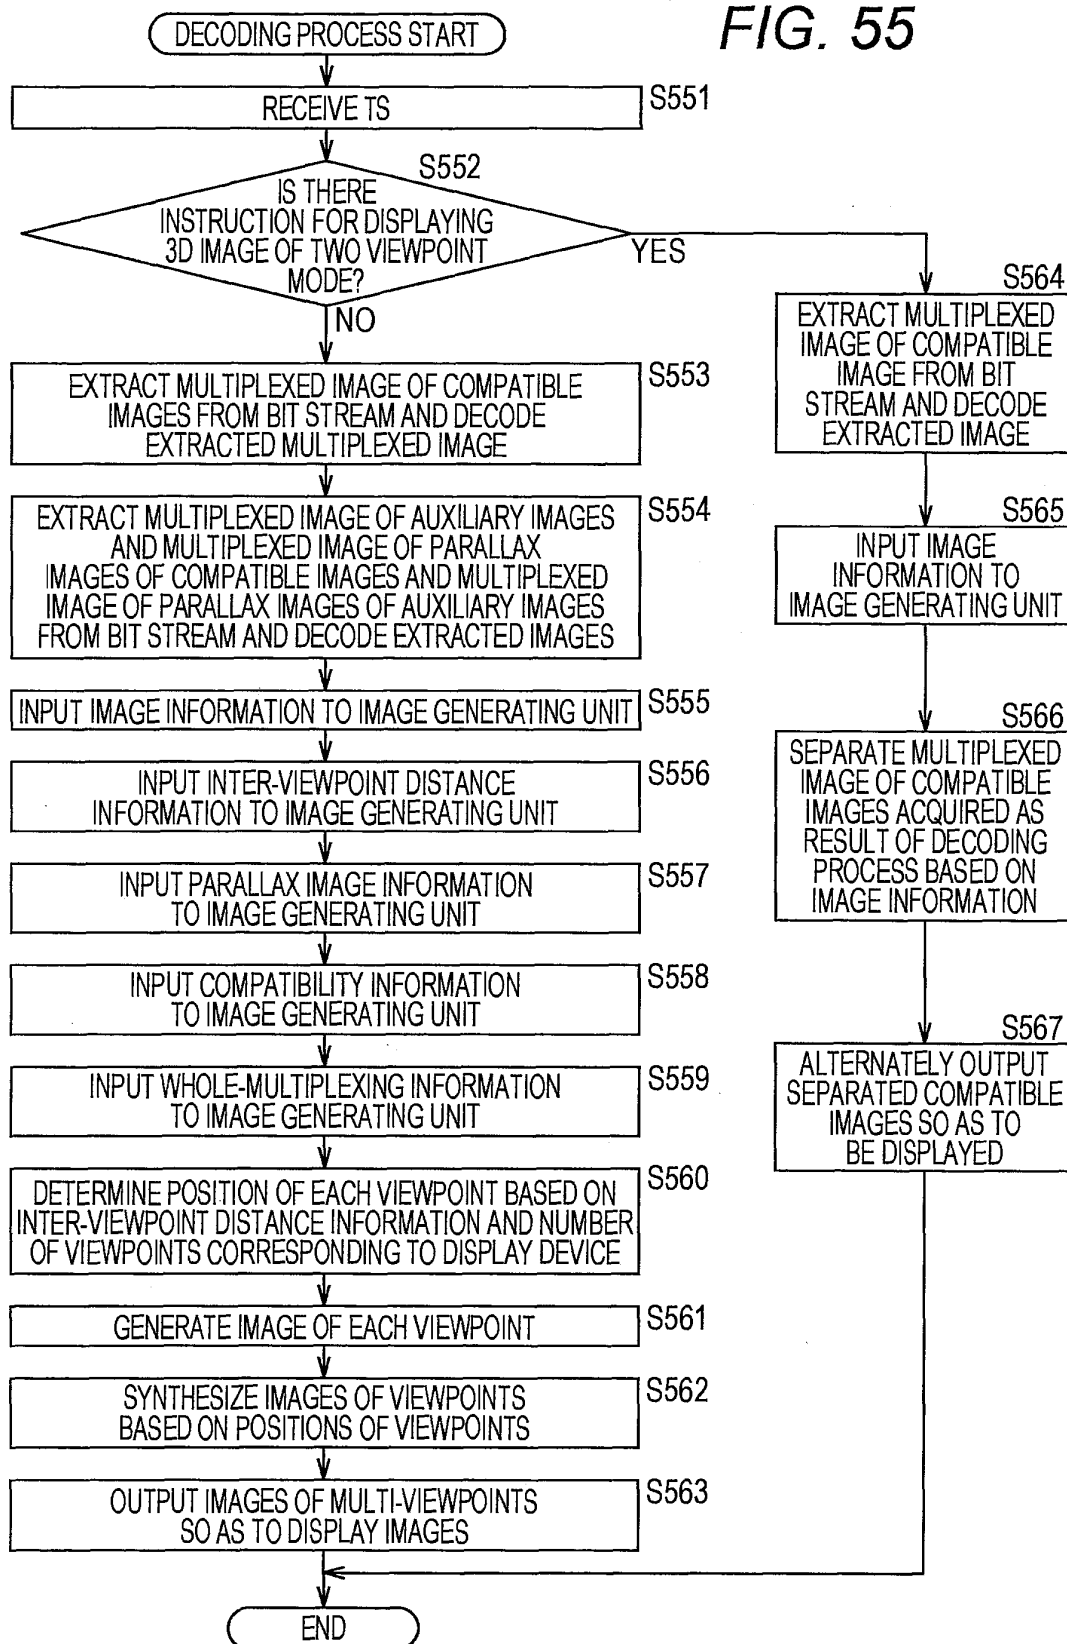 FIG. 55
DECODING PROCESS START
RECEIVE TS
S551
S552
IS THERE
INSTRUCTION FOR DISPLAYING
3D IMAGE OF TWO VIEWPOINT
MODE?
YES
NO
EXTRACT MULTIPLEXED IMAGE OF COMPATIBLE
IMAGES FROM BIT STREAM AND DECODE
EXTRACTED MULTIPLEXED IMAGE
S553
EXTRACT MULTIPLEXED IMAGE OF AUXILIARY IMAGES
AND MULTIPLEXED IMAGE OF PARALLAX
IMAGES OF COMPATIBLE IMAGES AND MULTIPLEXED
IMAGE OF PARALLAX IMAGES OF AUXILIARY IMAGES
FROM BIT STREAM AND DECODE EXTRACTED IMAGES
S554
INPUT IMAGE INFORMATION TO IMAGE GENERATING UNIT
S555
INPUT INTER-VIEWPOINT DISTANCE
INFORMATION TO IMAGE GENERATING UNIT
S556
INPUT PARALLAX IMAGE INFORMATION
TO IMAGE GENERATING UNIT
S557
INPUT COMPATIBILITY INFORMATION
TO IMAGE GENERATING UNIT
S558
INPUT WHOLE-MULTIPLEXING INFORMATION
TO IMAGE GENERATING UNIT
S559
DETERMINE POSITION OF EACH VIEWPOINT BASED ON
INTER-VIEWPOINT DISTANCE INFORMATION AND NUMBER
OF VIEWPOINTS CORRESPONDING TO DISPLAY DEVICE
S560
GENERATE IMAGE OF EACH VIEWPOINT
S561
SYNTHESIZE IMAGES OF VIEWPOINTS
BASED ON POSITIONS OF VIEWPOINTS
S562
OUTPUT IMAGES OF MULTI-VIEWPOINTS
SO AS TO DISPLAY IMAGES
S563
S564
EXTRACT MULTIPLEXED
IMAGE OF COMPATIBLE
IMAGE FROM BIT
STREAM AND DECODE
EXTRACTED IMAGE
S565
INPUT IMAGE
INFORMATION TO
IMAGE GENERATING UNIT
S566
SEPARATE MULTIPLEXED
IMAGE OF COMPATIBLE
IMAGES ACQUIRED AS
RESULT OF DECODING
PROCESS BASED ON
IMAGE INFORMATION
S567
ALTERNATELY OUTPUT
SEPARATED COMPATIBLE
IMAGES SO AS TO
BE DISPLAYED
END